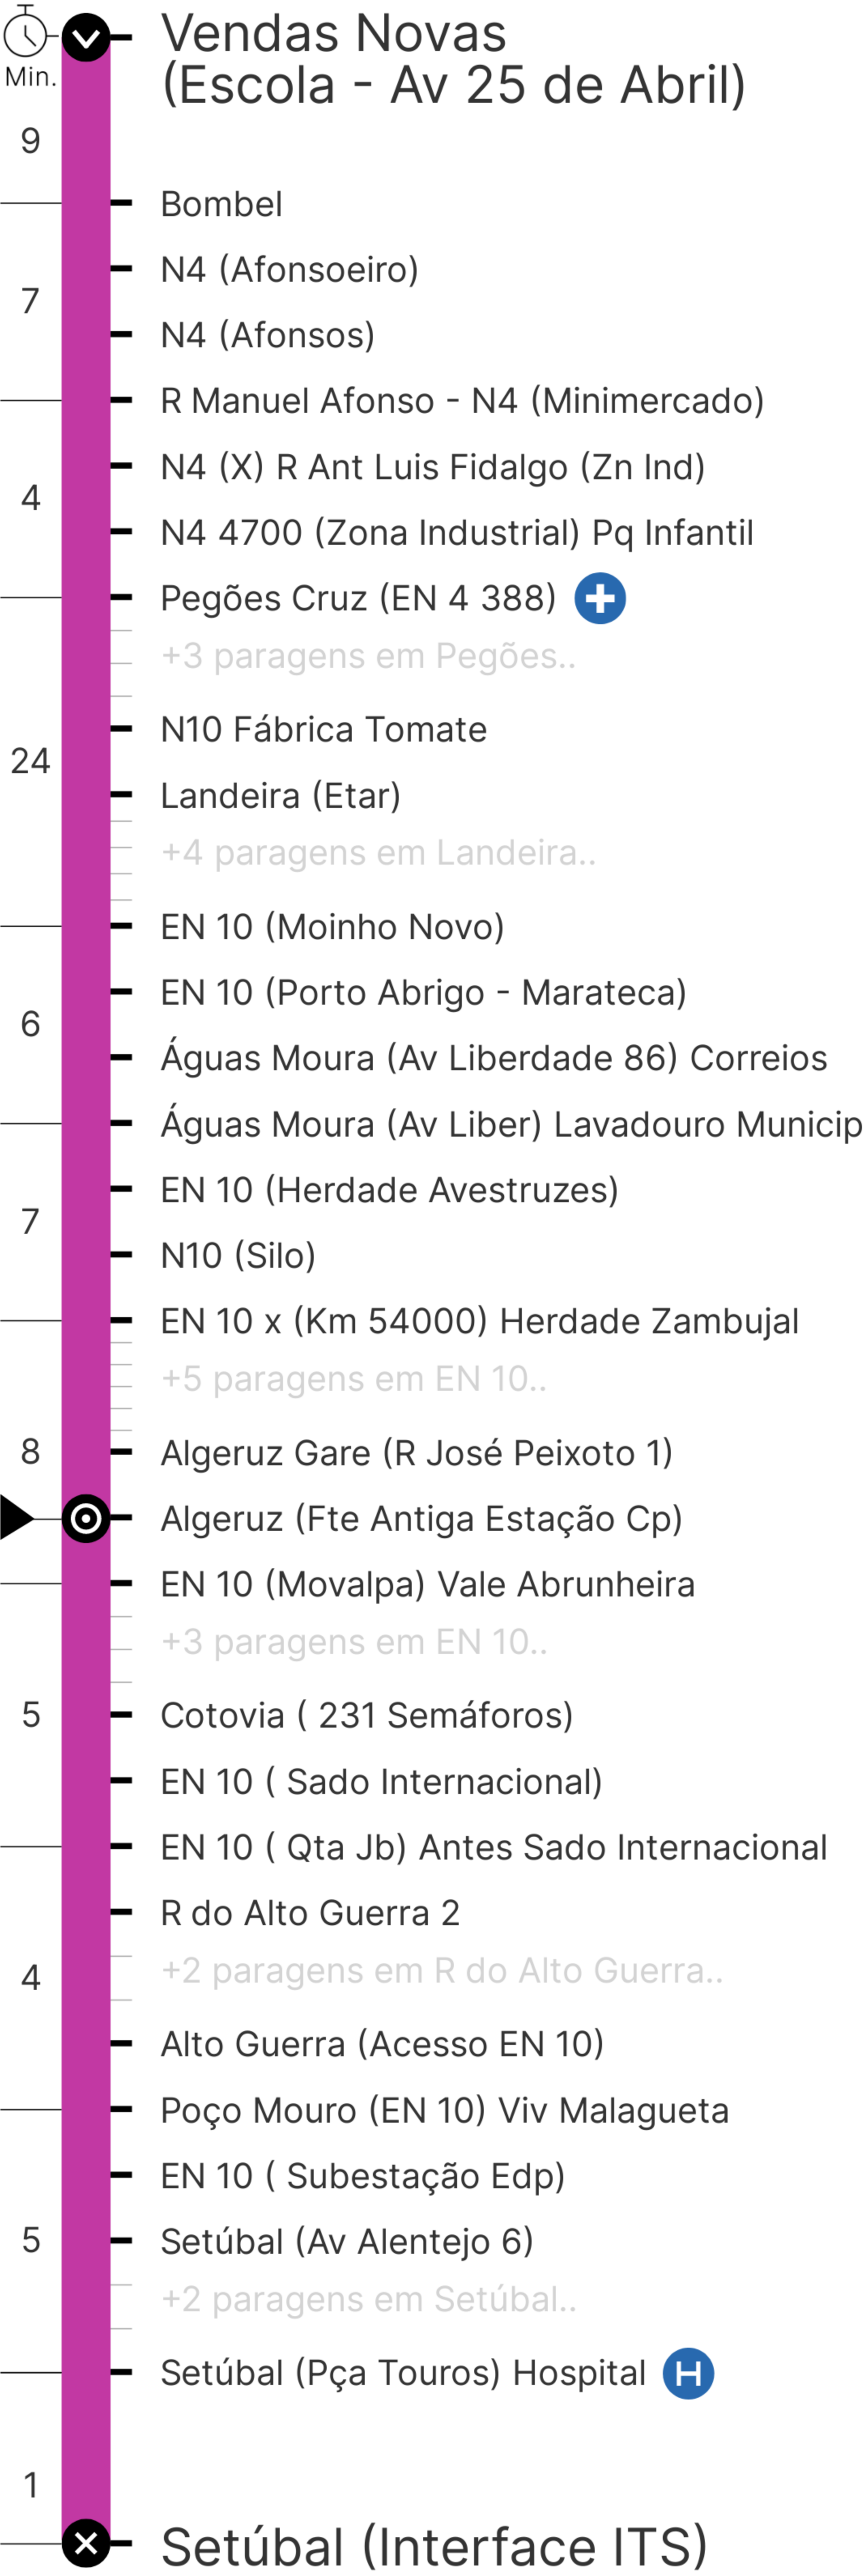 Vendas Novas
(Escola - Av 25 de Abril)
Min.
9
Bombel
N4 (Afonsoeiro)
7
N4 (Afonsos)
R Manuel Afonso - N4 (Minimercado)
N4 (X) R Ant Luis Fidalgo (Zn Ind)
4
N4 4700 (Zona Industrial) Pq Infantil
Pegões Cruz (EN 4 388)
+3 paragens em Pegões..
N10 Fábrica Tomate
24
Landeira (Etar)
+4 paragens em Landeira..
EN 10 (Moinho Novo)
EN 10 (Porto Abrigo - Marateca)
6
Águas Moura (Av Liberdade 86) Correios
Águas Moura (Av Liber) Lavadouro Municip
EN 10 (Herdade Avestruzes)
7
N10 (Silo)
EN 10 x (Km 54000) Herdade Zambujal
+5 paragens em EN 10..
8
Algeruz Gare (R José Peixoto 1)
Algeruz (Fte Antiga Estação Cp)
EN 10 (Movalpa) Vale Abrunheira
+3 paragens em EN 10..
5
Cotovia ( 231 Semáforos)
EN 10 ( Sado Internacional)
EN 10 ( Qta Jb) Antes Sado Internacional
R do Alto Guerra 2
+2 paragens em R do Alto Guerra..
4
Alto Guerra (Acesso EN 10)
Poço Mouro (EN 10) Viv Malagueta
EN 10 ( Subestação Edp)
5
Setúbal (Av Alentejo 6)
+2 paragens em Setúbal..
Setúbal (Pça Touros) Hospital H
1
Setúbal (Interface ITS)